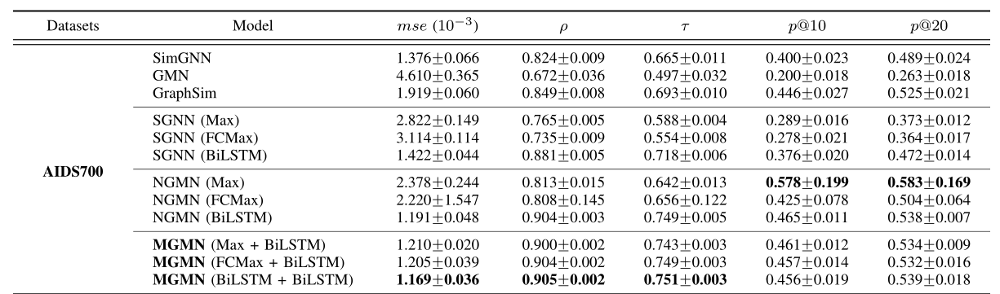 Datasets Model mse (10−3) ρ τ p@10 p@20
SimGNN 1.376±0.066 0.824±0.009 0.665±0.011 0.400±0.023 0.489±0.024
GMN 4.610±0.365 0.672±0.036 0.497±0.032 0.200±0.018 0.263±0.018
GraphSim 1.919±0.060 0.849±0.008 0.693±0.010 0.446±0.027 0.525±0.021
SGNN (Max) 2.822±0.149 0.765±0.005 0.588±0.004 0.289±0.016 0.373±0.012
SGNN (FCMax) 3.114±0.114 0.735±0.009 0.554±0.008 0.278±0.021 0.364±0.017
SGNN (BiLSTM) 1.422±0.044 0.881±0.005 0.718±0.006 0.376±0.020 0.472±0.014
AIDS700
NGMN (Max) 2.378±0.244 0.813±0.015 0.642±0.013 0.578±0.199 0.583±0.169
NGMN (FCMax) 2.220±1.547 0.808±0.145 0.656±0.122 0.425±0.078 0.504±0.064
NGMN (BiLSTM) 1.191±0.048 0.904±0.003 0.749±0.005 0.465±0.011 0.538±0.007
MGMN (Max + BiLSTM) 1.210±0.020 0.900±0.002 0.743±0.003 0.461±0.012 0.534±0.009
MGMN (FCMax + BiLSTM) 1.205±0.039 0.904±0.002 0.749±0.003 0.457±0.014 0.532±0.016
MGMN (BiLSTM + BiLSTM) 1.169±0.036 0.905±0.002 0.751±0.003 0.456±0.019 0.539±0.018